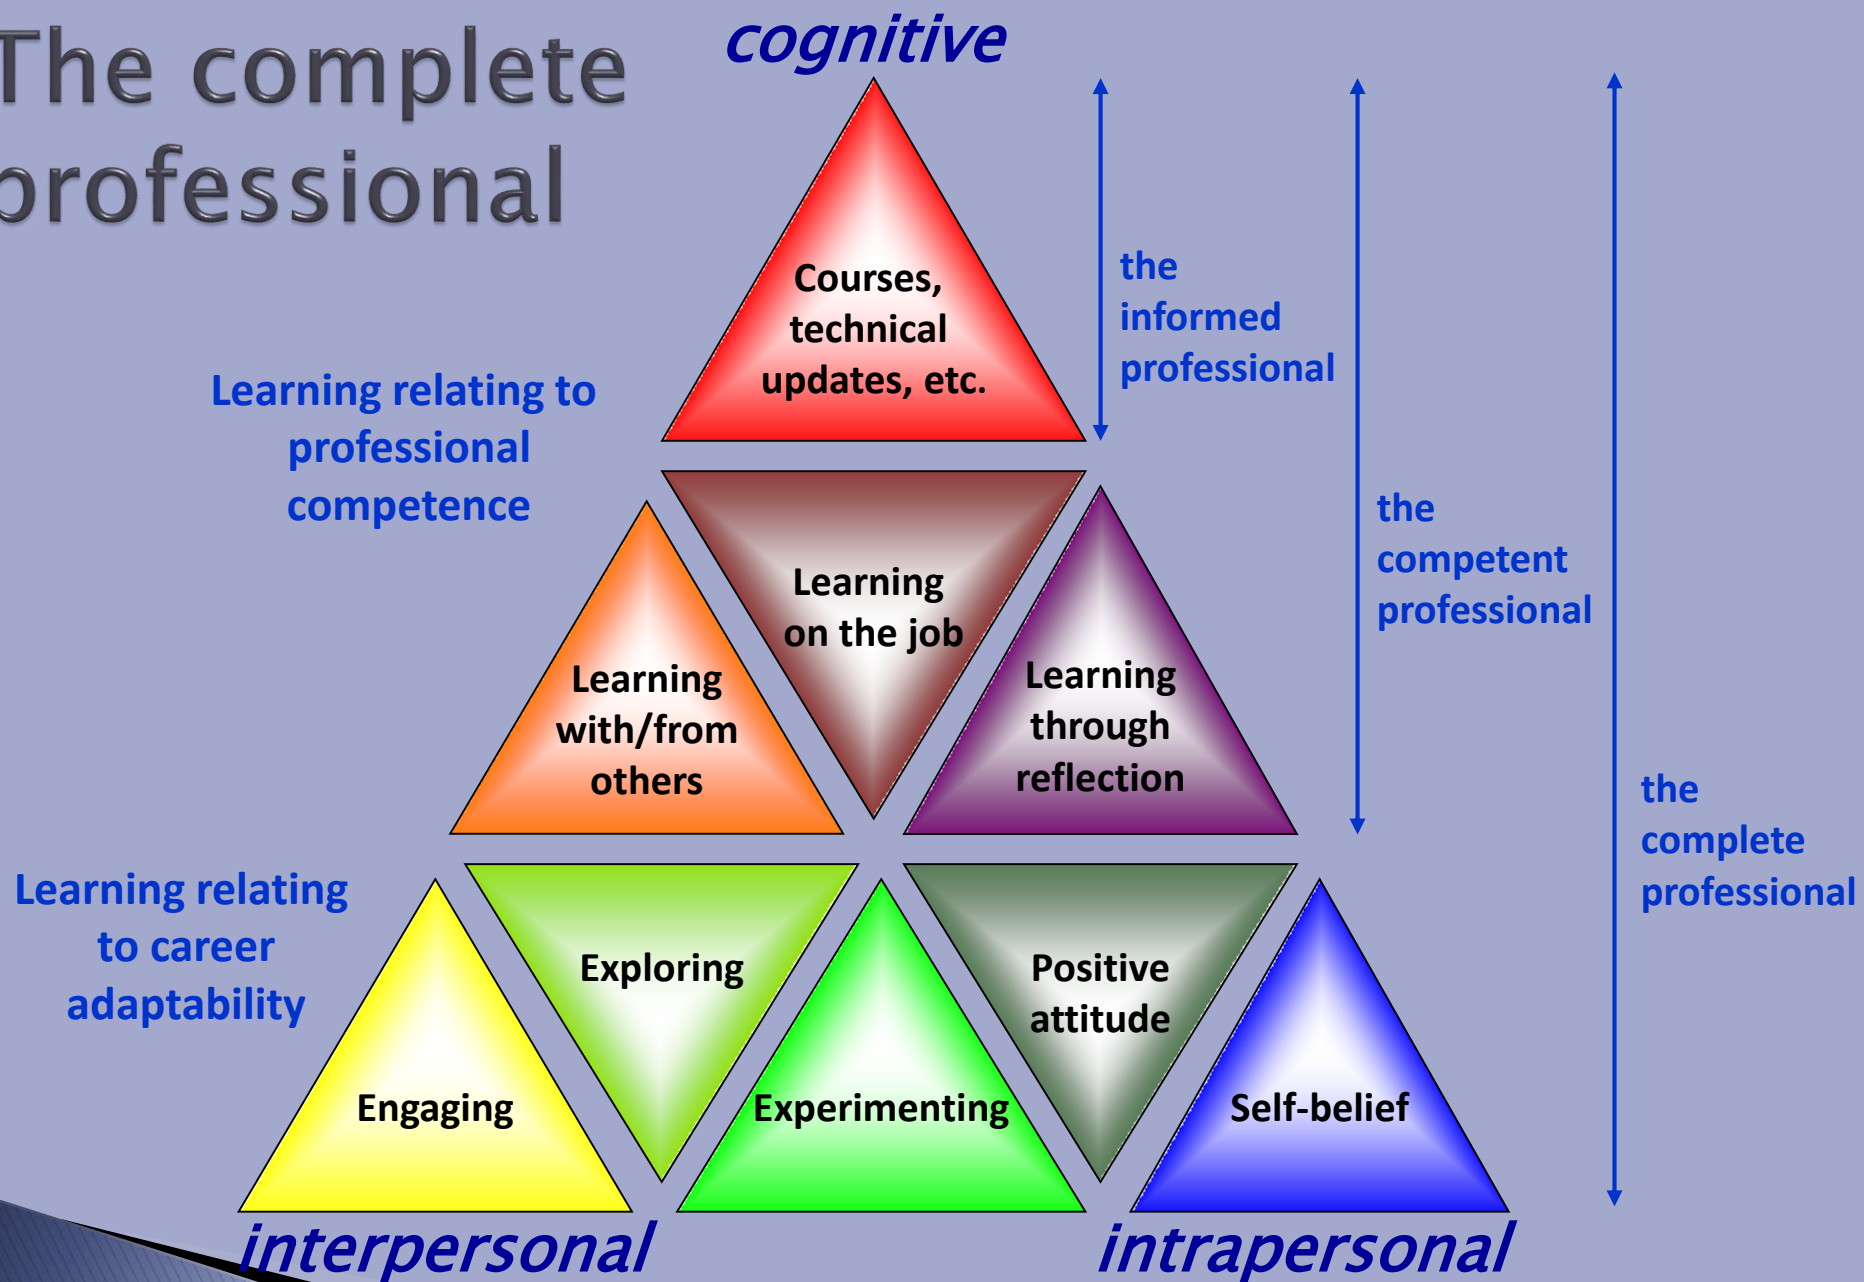 The complete
professional
cognitive
Courses,
technical
updates, etc.
the
informed
professional
Learning relating to
professional
competence
Learning
on the job
the
competent
professional
Learning
with/from
others
Learning
through
reflection
the
complete
professional
Learning relating
to career
adaptability
Exploring
Positive
attitude
Engaging
Experimenting
Self-belief
interpersonal
intrapersonal